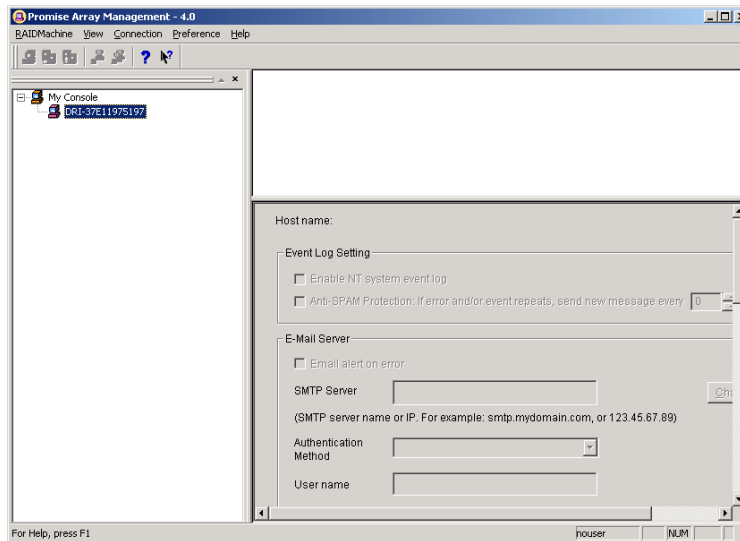 Promise Array Management - 4.0
RAIDMachine View Connection Preference Help
My Console
DRI-37E11975197
Host name:
Event Log Setting
Enable NT system event log
Anti-SPAM Protection: If error and/or event repeats, send new message every 0
E-Mail Server
Email alert on error
SMTP Server
Cha
(SMTP server name or IP. For example: smtp.mydomain.com, or 123.45.67.89)
Authentication
Method
User name
For Help, press F1
nouser
NUM